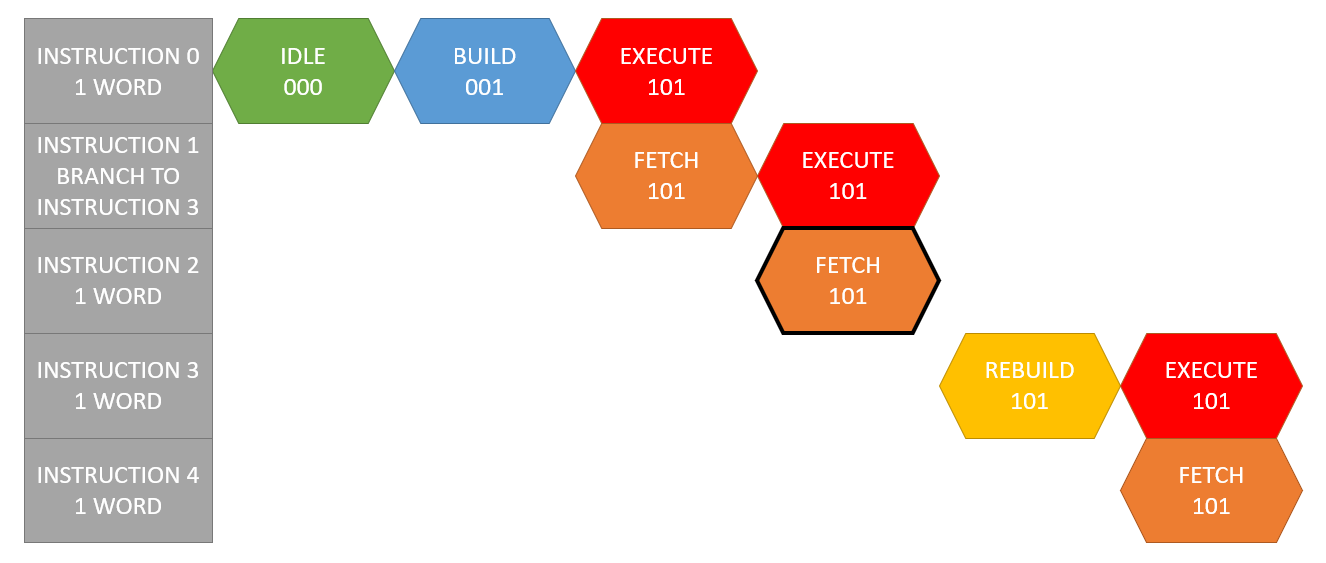 INSTRUCTION 0
1 WORD
IDLE
000
BUILD
001
EXECUTE
101
INSTRUCTION 1
BRANCH TO
INSTRUCTION 3
FETCH
101
EXECUTE
101
INSTRUCTION 2
1 WORD
FETCH
101
INSTRUCTION 3
1 WORD
REBUILD
101
EXECUTE
101
INSTRUCTION 4
1 WORD
FETCH
101